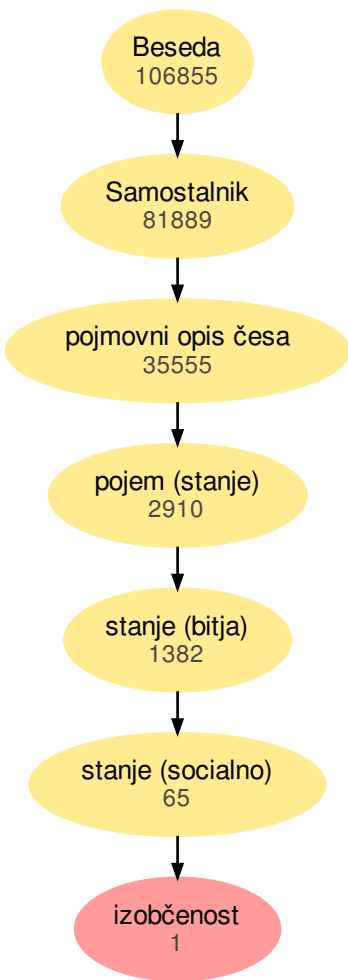 Beseda
106855
Samostalnik
81889
pojmovni opis česa
35555
pojem (stanje)
2910
stanje (bitja)
1382
stanje (socialno)
65
izobčenost
1